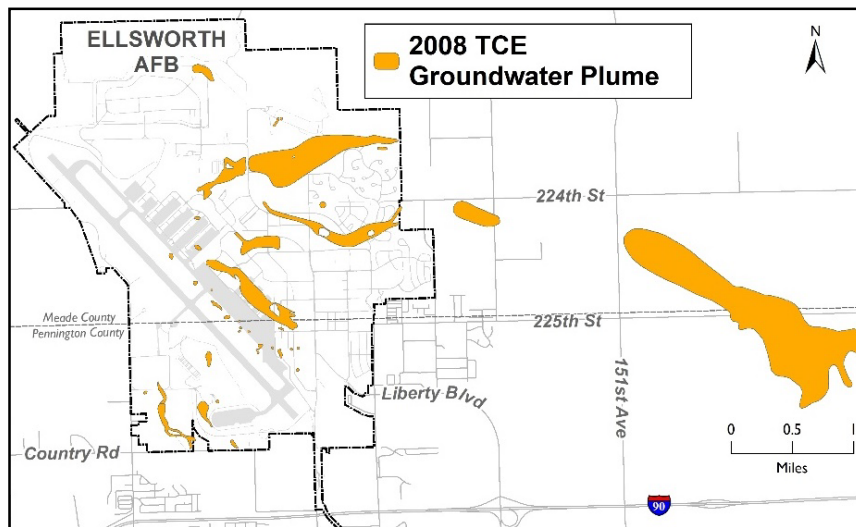 ELLSWORTH
AFB
2008 TCE
Groundwater Plume
N
224th St
Meade County
Pennington County
225th St
151st Ave
Liberty Blvd
Country Rd
0 0.5 1
Miles
90